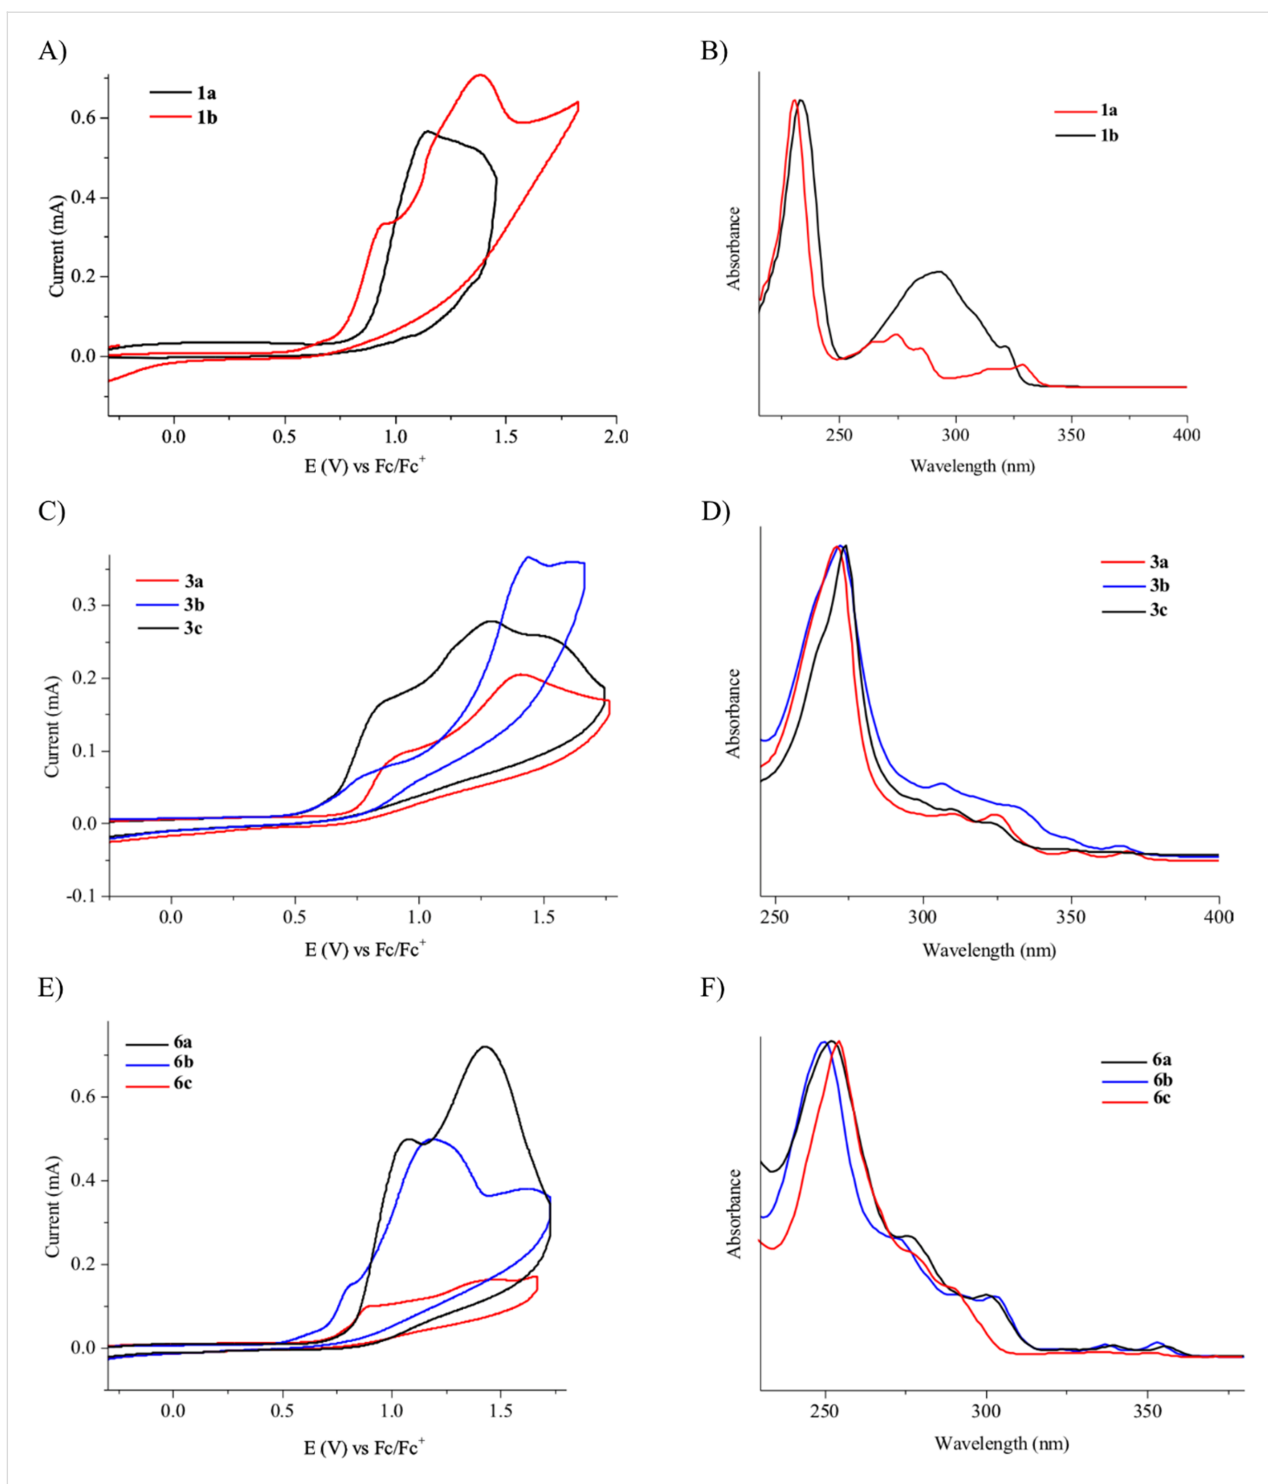 A)
1a
1b
0.6
0.4
0.2
0.0
Current (mA)
0.0 0.5 1.0 1.5 2.0
E (V) vs Fc/Fc+
B)
1a
1b
Absorbance
250 300 350 400
Wavelength (nm)
C)
3a
3b
3c
0.3
0.2
0.1
0.0
-0.1
Current (mA)
0.0 0.5 1.0 1.5
E (V) vs Fc/Fc+
D)
3a
3b
3c
Absorbance
250 300 350 400
Wavelength (nm)
E)
6a
6b
6c
0.6
0.4
0.2
0.0
Current (mA)
0.0 0.5 1.0 1.5
E (V) vs Fc/Fc+
F)
6a
6b
6c
Absorbance
250 300 350
Wavelength (nm)